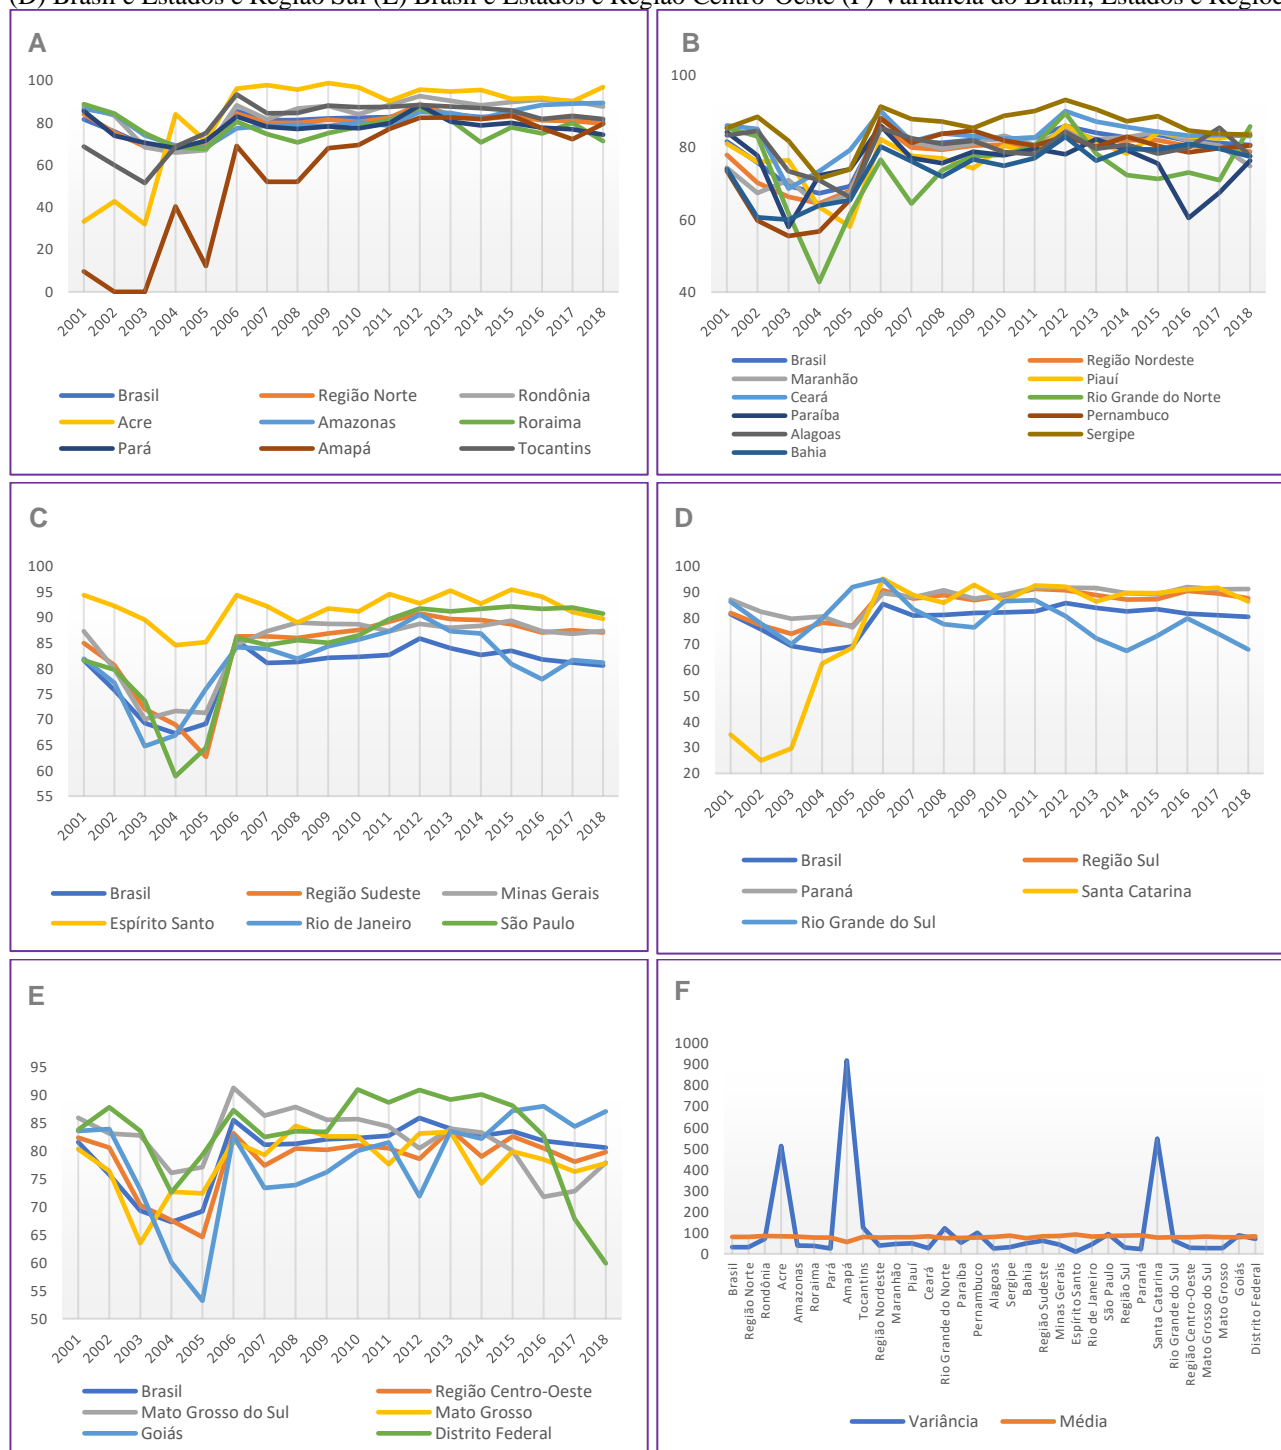 (D) Brasil e Estados e Região Sul (E) Brasil e Estados e Região Centro-Oeste (F) Variância do Brasil, Estados e Regiões
A
100
80
60
40
20
0
2001 2002 2003 2004 2005 2006 2007 2008 2009 2010 2011 2012 2013 2014 2015 2016 2017 2018
Brasil Região Norte Rondônia
Acre Amazonas Roraima
Pará Amapá Tocantins
B
100
80
60
40
2001 2002 2003 2004 2005 2006 2007 2008 2009 2010 2011 2012 2013 2014 2015 2016 2017 2018
Brasil Região Nordeste
Maranhão Piauí
Ceará Rio Grande do Norte
Paraíba Pernambuco
Alagoas Sergipe
Bahia
C
100
95
90
85
80
75
70
65
60
55
2001 2002 2003 2004 2005 2006 2007 2008 2009 2010 2011 2012 2013 2014 2015 2016 2017 2018
Brasil Região Sudeste Minas Gerais
Espírito Santo Rio de Janeiro São Paulo
D
100
90
80
70
60
50
40
30
20
2001 2002 2003 2004 2005 2006 2007 2008 2009 2010 2011 2012 2013 2014 2015 2016 2017 2018
Brasil Região Sul
Paraná Santa Catarina
Rio Grande do Sul
E
95
90
85
80
75
70
65
60
55
50
2001 2002 2003 2004 2005 2006 2007 2008 2009 2010 2011 2012 2013 2014 2015 2016 2017 2018
Brasil Região Centro-Oeste
Mato Grosso do Sul Mato Grosso
Goiás Distrito Federal
F
1000
900
800
700
600
500
400
300
200
100
0
Brasil
Região Norte
Rondônia
Acre
Amazonas
Roraima
Pará
Amapá
Tocantins
Região Nordeste
Maranhão
Piauí
Ceará
Rio Grande do Norte
Paraíba
Pernambuco
Alagoas
Sergipe
Bahia
Região Sudeste
Minas Gerais
Espírito Santo
Rio de Janeiro
São Paulo
Região Sul
Paraná
Santa Catarina
Rio Grande do Sul
Região Centro-Oeste
Mato Grosso do Sul
Mato Grosso
Goiás
Distrito Federal
Variância Média